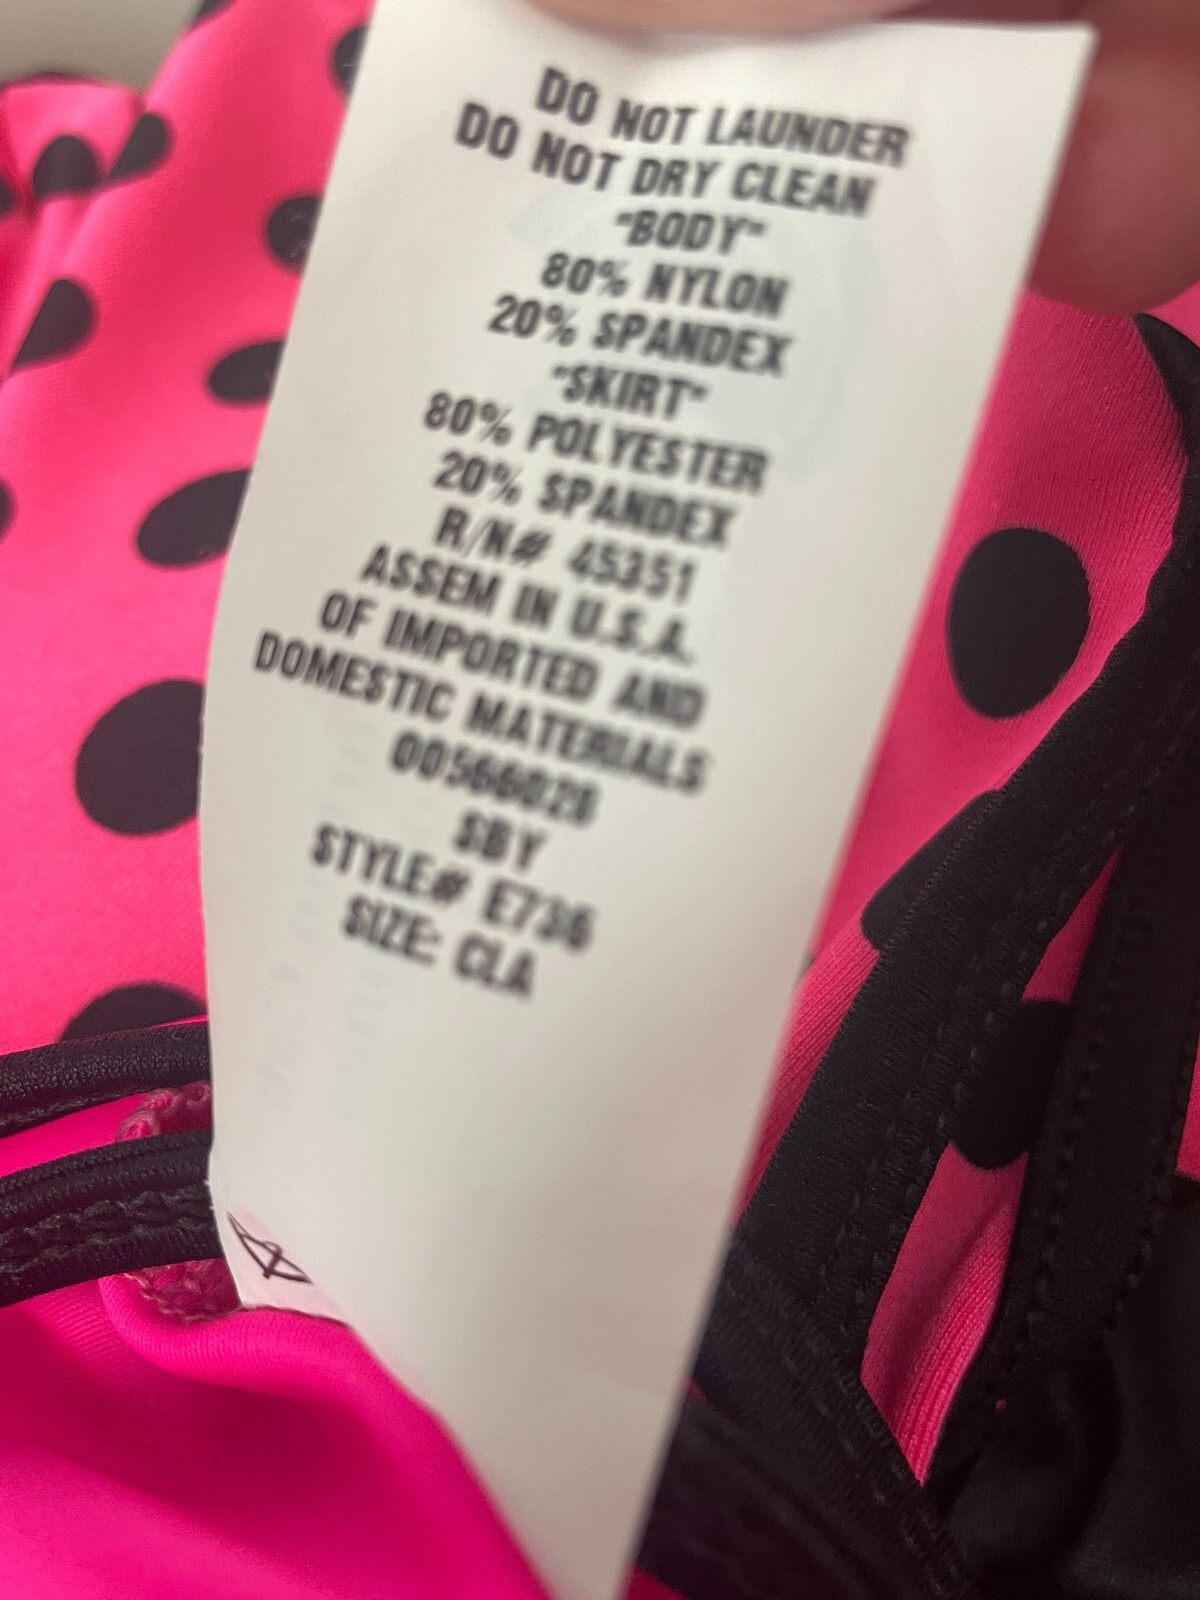 DO NOT LAUNDER
DO NOT DRY CLEAN
"BODY"
80% NYLON
20% SPANDEX
"SKIRT"
80% POLYESTER
20% SPANDEX
R/N# 45351
ASSEM IN U.S.A.
OF IMPORTED AND
DOMESTIC MATERIALS
00566028
SBY
STYLE# E736
SIZE: CLA